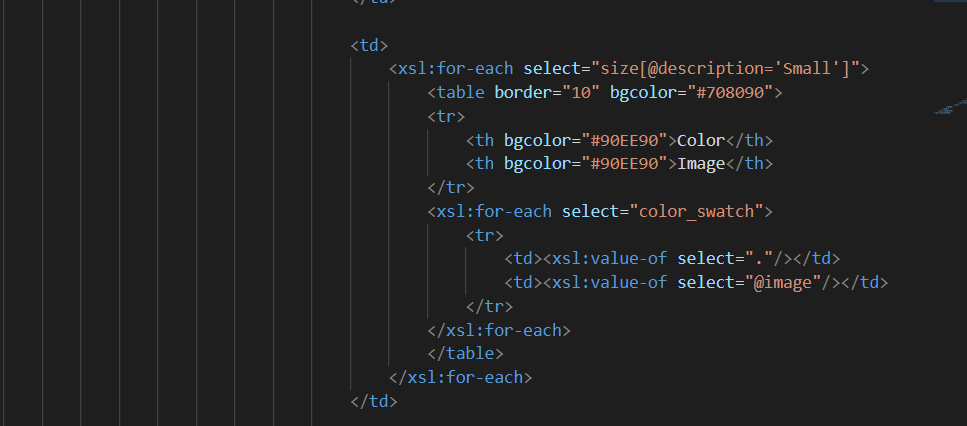 </td>
<td>
<xsl:for-each select="size[@description='Small']">
<table border="10" bgcolor="#708090">
<tr>
<th bgcolor="#90EE90">Color</th>
<th bgcolor="#90EE90">Image</th>
</tr>
<xsl:for-each select="color_swatch">
<tr>
<td><xsl:value-of select="."/></td>
<td><xsl:value-of select="@image"/></td>
</tr>
</xsl:for-each>
</table>
</xsl:for-each>
</td>